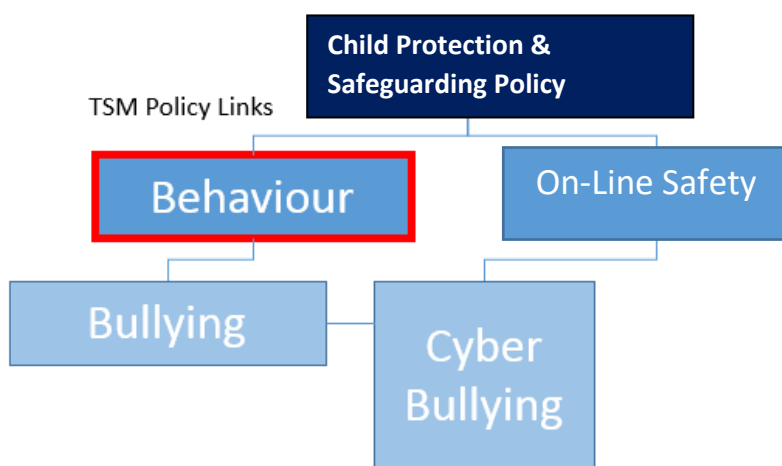 Child Protection &
Safeguarding Policy
TSM Policy Links
Behaviour
On-Line Safety
Bullying
Cyber
Bullying